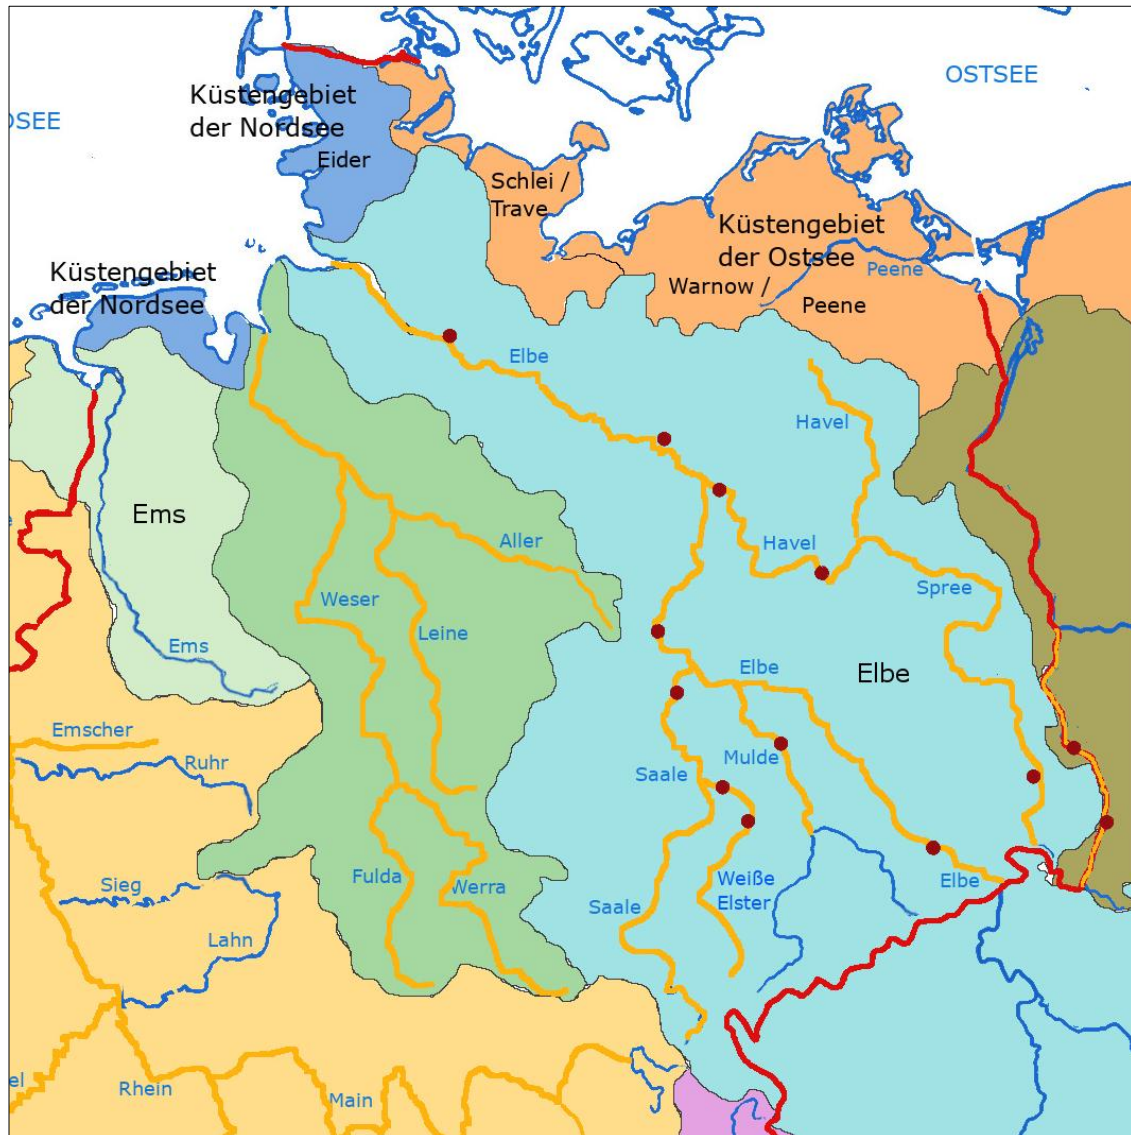 OSTSEE
Küstengebiet
der Nordsee
Eider
DSEE
Schlei /
Trave
Küstengebiet
der Ostsee
Peene
Warnow /
Peene
Küstengebiet
der Nordsee
Elbe
Havel
Ems
Aller
Havel
Spree
Weser
Leine
Ems
Elbe
Elbe
Emscher
Ruhr
Mulde
Saale
Fulda
Werra
Weiße
Elster
Elbe
Sieg
Saale
Lahn
el
Rhein
Main